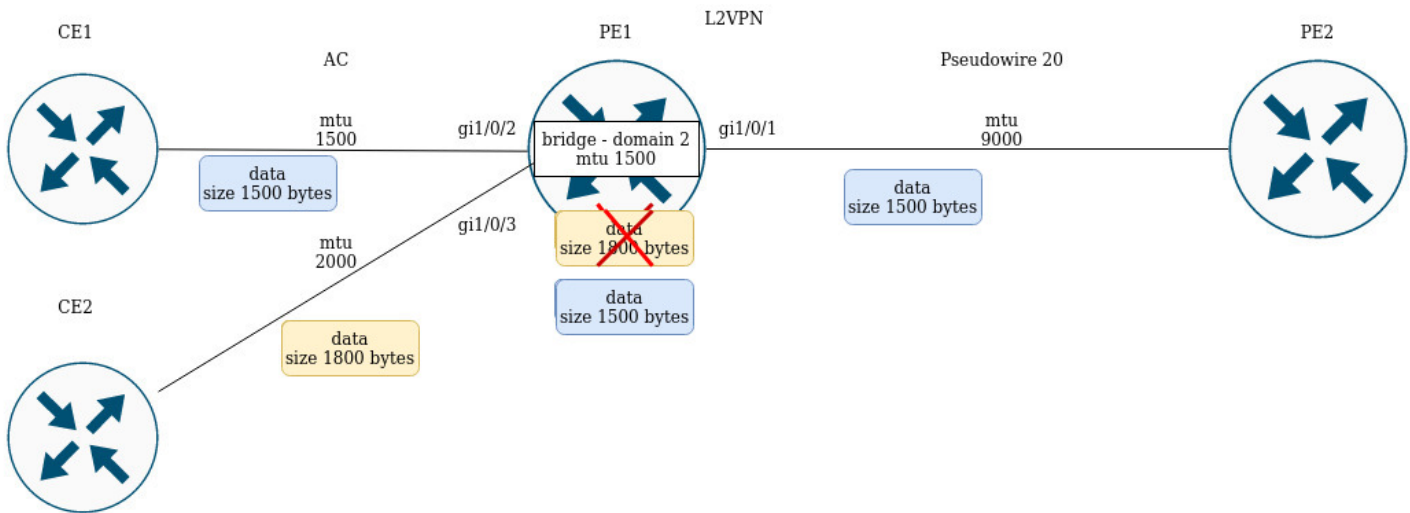 L2VPN
CE1
PE1
PE2
AC
Pseudowire 20
mtu
1500
gi1/0/2
bridge - domain 2
mtu 1500
gi1/0/1
mtu
9000
data
size 1500 bytes
data
size 1500 bytes
gi1/0/3
data
size 1800 bytes
mtu
2000
data
size 1500 bytes
CE2
data
size 1800 bytes